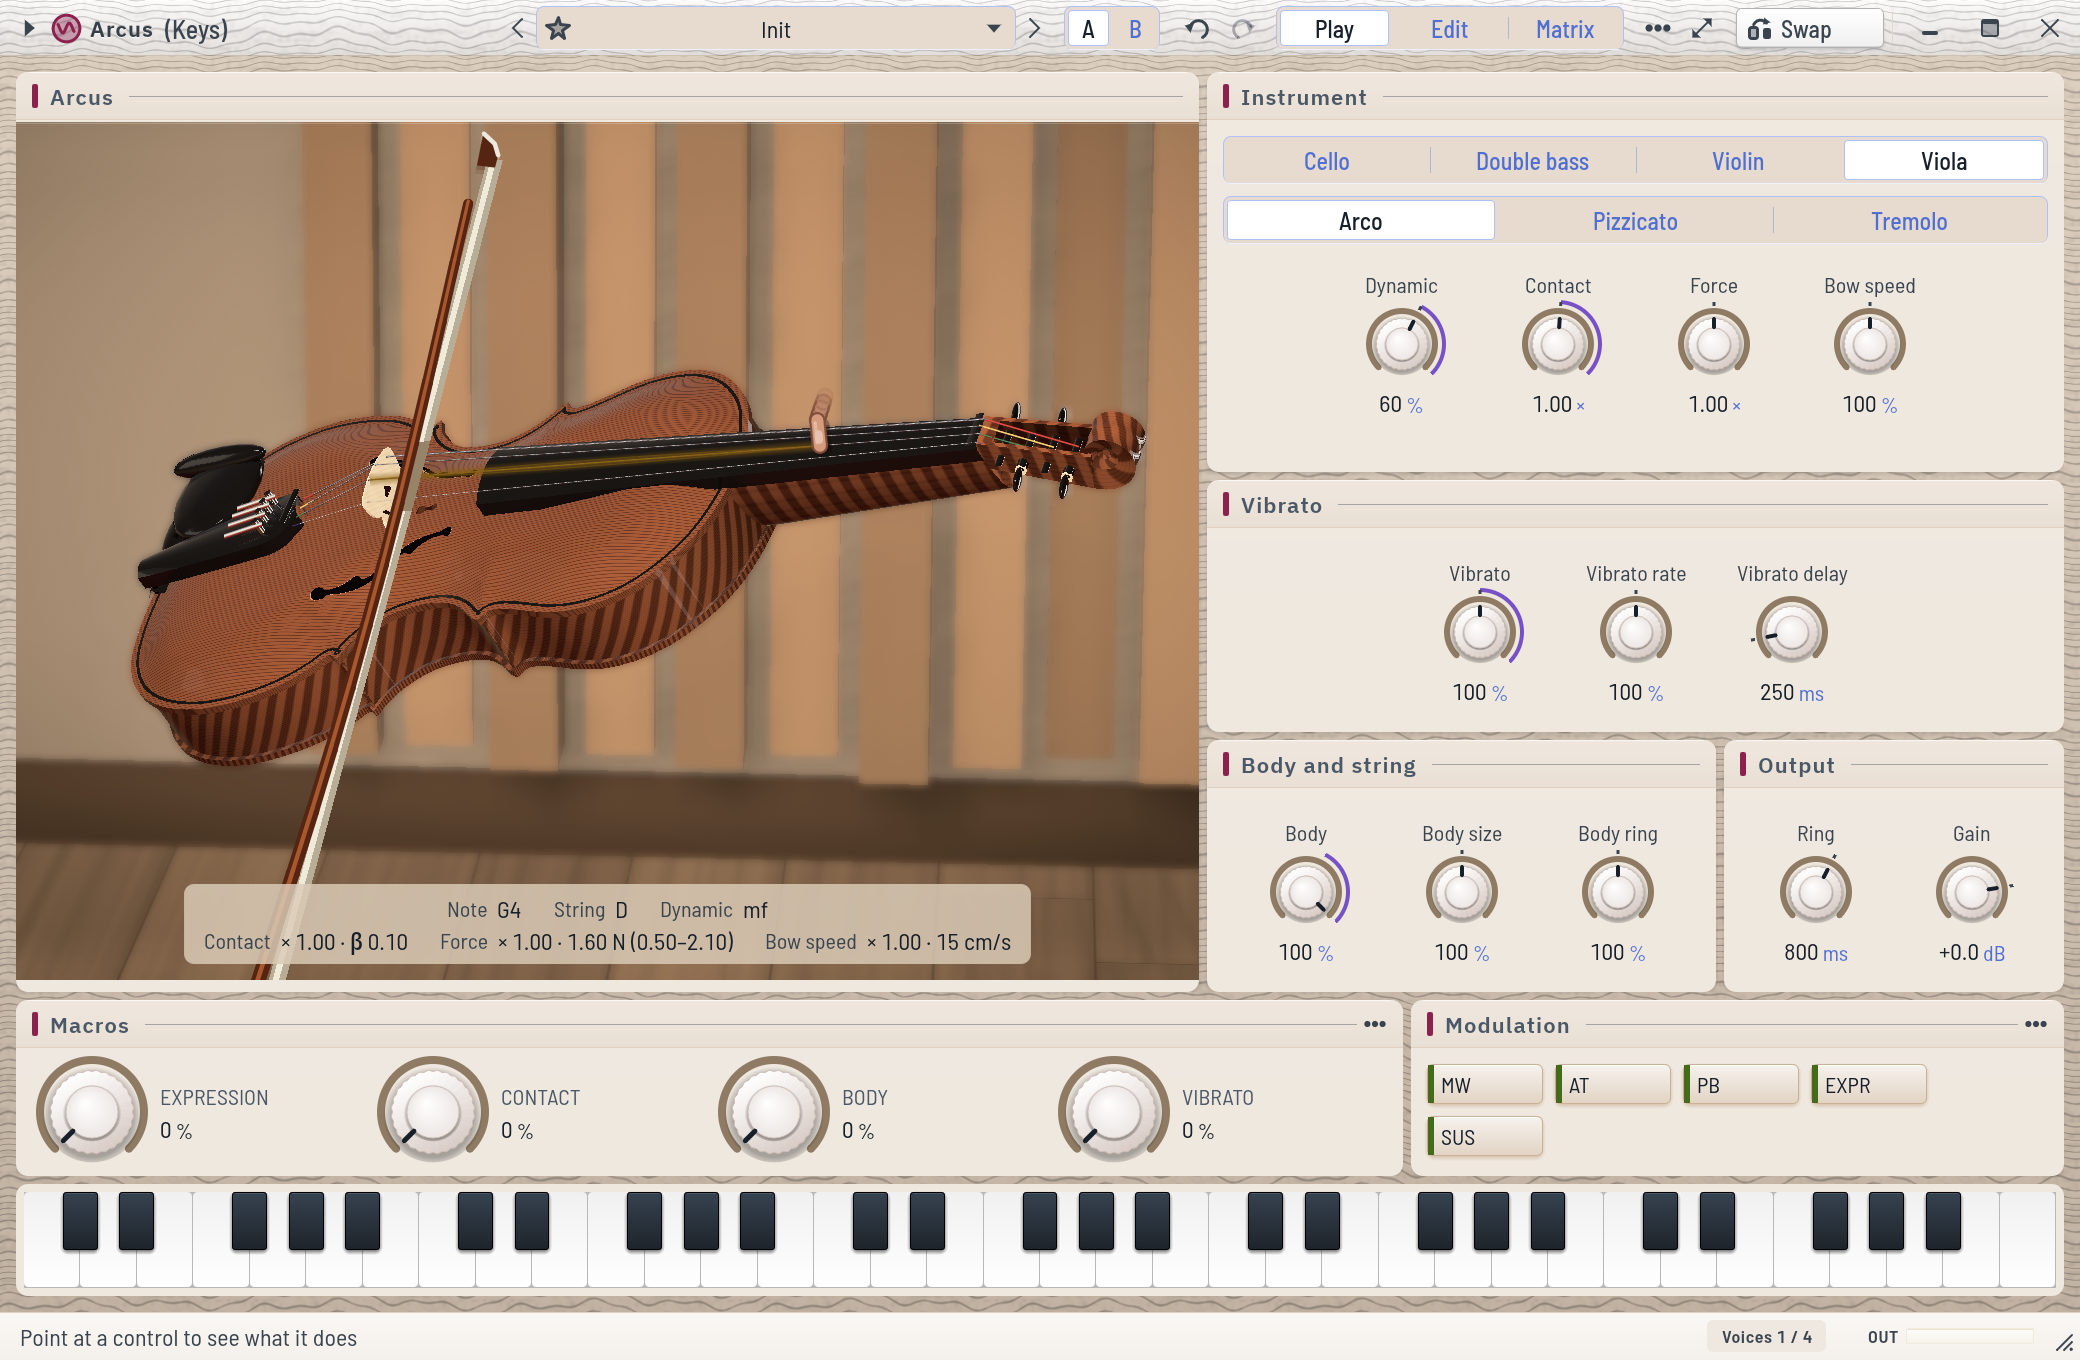 Arcus (Keys)
Init
A B
Play Edit Matrix
Swap
Arcus
Instrument
Cello Double bass Violin Viola
Arco Pizzicato Tremolo
Dynamic Contact Force Bow speed
60 % 1.00 × 1.00 × 100 %
Vibrato
Vibrato Vibrato rate Vibrato delay
100 % 100 % 250 ms
Body and string
Body Body size Body ring
100 % 100 % 100 %
Output
Ring Gain
800 ms +0.0 dB
Note G4 String D Dynamic mf
Contact × 1.00 · β 0.10 Force × 1.00 · 1.60 N (0.50–2.10) Bow speed × 1.00 · 15 cm/s
Macros
EXPRESSION
0 %
CONTACT
0 %
BODY
0 %
VIBRATO
0 %
Modulation
MW AT PB EXPR
SUS
Point at a control to see what it does
Voices 1 / 4 OUT